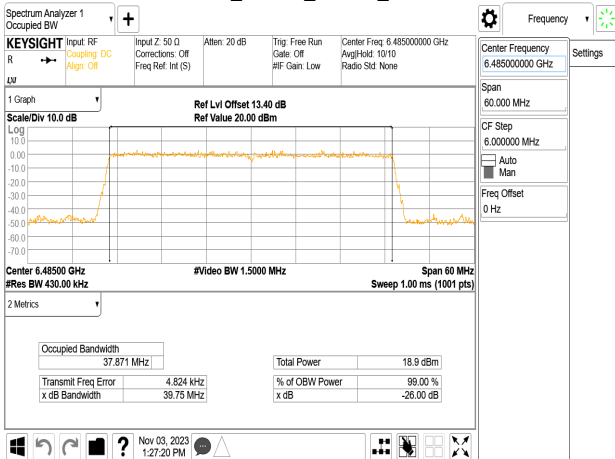 Spectrum Analyzer 1
Occupied BW
+
Frequency
KEYSIGHT
R
LXI
Input: RF
Coupling: DC
Align: Off
Input Z: 50 Ω
Corrections: Off
Freq Ref: Int (S)
Atten: 20 dB
Trig: Free Run
Gate: Off
#IF Gain: Low
Center Freq: 6.485000000 GHz
Avg|Hold: 10/10
Radio Std: None
Center Frequency
6.485000000 GHz
Settings
Span
60.000 MHz
CF Step
6.000000 MHz
Auto
Man
Freq Offset
0 Hz
1 Graph
Scale/Div 10.0 dB
Ref Lvl Offset 13.40 dB
Ref Value 20.00 dBm
Log
10.0
0.00
-10.0
-20.0
-30.0
-40.0
-50.0
-60.0
-70.0
Center 6.48500 GHz
#Video BW 1.5000 MHz
Span 60 MHz
#Res BW 430.00 kHz
Sweep 1.00 ms (1001 pts)
2 Metrics
Occupied Bandwidth
37.871 MHz
Total Power 18.9 dBm
Transmit Freq Error 4.824 kHz
% of OBW Power 99.00 %
x dB Bandwidth 39.75 MHz
x dB -26.00 dB
?
Nov 03, 2023
1:27:20 PM